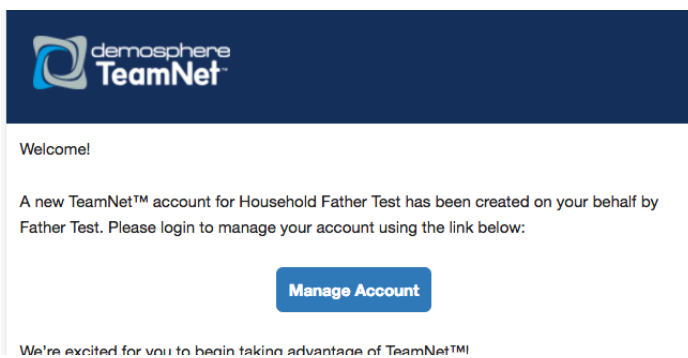 demosphere
TeamNet™
Welcome!
A new TeamNet™ account for Household Father Test has been created on your behalf by
Father Test. Please login to manage your account using the link below:
Manage Account
We're excited for you to begin taking advantage of TeamNet™!